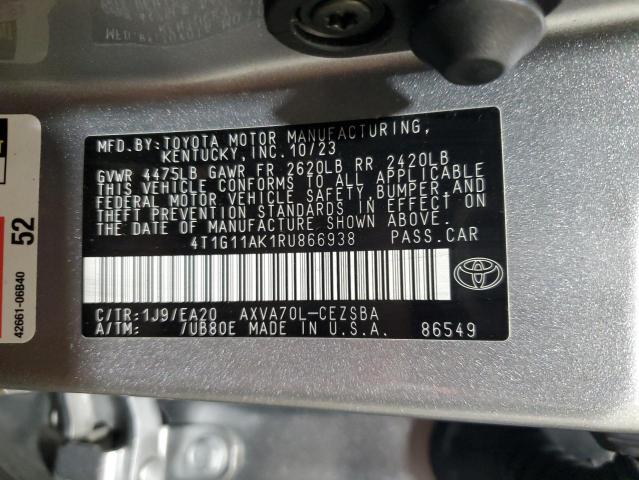 MFD.BY:TOYOTA MOTOR MANUFACTURING,
KENTUCKY, INC. 10/23
GVWR 4475LB GAWR FR 2620LB RR 2420LB
THIS VEHICLE CONFORMS TO ALL APPLICABLE
FEDERAL MOTOR VEHICLE SAFETY, BUMPER, AND
THEFT PREVENTION STANDARDS IN EFFECT ON
THE DATE OF MANUFACTURE SHOWN ABOVE.
4T1G11AK1RU866938 PASS.CAR
C/TR:1J9/EA20 AXVA70L-CEZSBA
A/TM: 7UB80E MADE IN U.S.A. 86549
52
42661-06B40